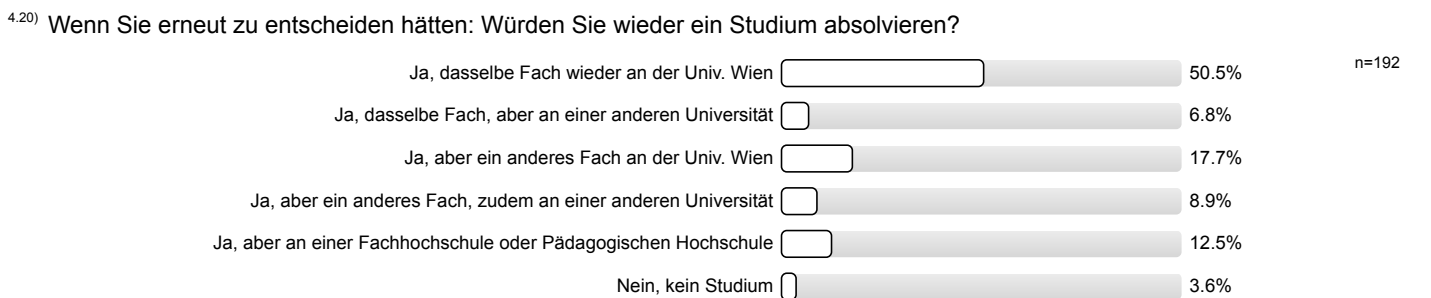 4.20) Wenn Sie erneut zu entscheiden hätten: Würden Sie wieder ein Studium absolvieren?
n=192
Ja, dasselbe Fach wieder an der Univ. Wien 50.5%
Ja, dasselbe Fach, aber an einer anderen Universität 6.8%
Ja, aber ein anderes Fach an der Univ. Wien 17.7%
Ja, aber ein anderes Fach, zudem an einer anderen Universität 8.9%
Ja, aber an einer Fachhochschule oder Pädagogischen Hochschule 12.5%
Nein, kein Studium 3.6%